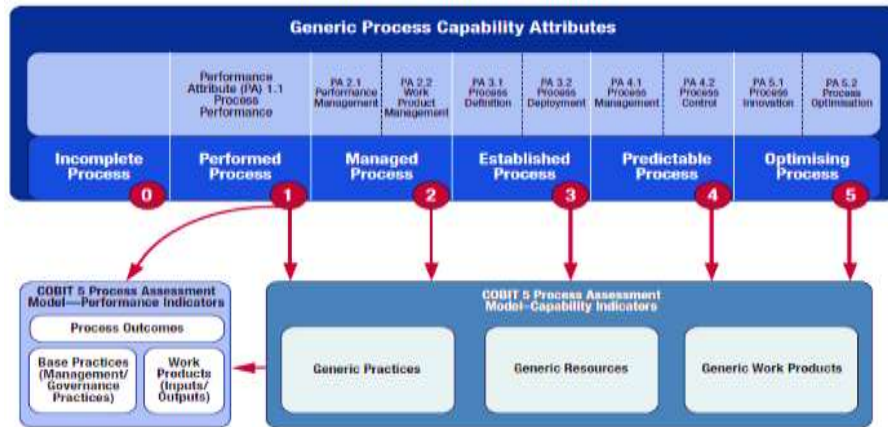 Generic Process Capability Attributes
Performance
Attribute (PA) 1.1
Process
Performance
PA 2.1
Performance
Management
PA 2.2
Work
Product
Management
PA 3.1
Process
Definition
PA 3.2
Process
Deployment
PA 4.1
Process
Management
PA 4.2
Process
Control
PA 5.1
Process
Innovation
PA 5.2
Process
Optimisation
Incomplete
Process
0
Performed
Process
1
Managed
Process
2
Established
Process
3
Predictable
Process
4
Optimising
Process
5
COBIT 5 Process Assessment
Model—Performance Indicators
Process Outcomes
Base Practices
(Management/
Governance
Practices)
Work
Products
(Inputs/
Outputs)
COBIT 5 Process Assessment
Model–Capability Indicators
Generic Practices
Generic Resources
Generic Work Products